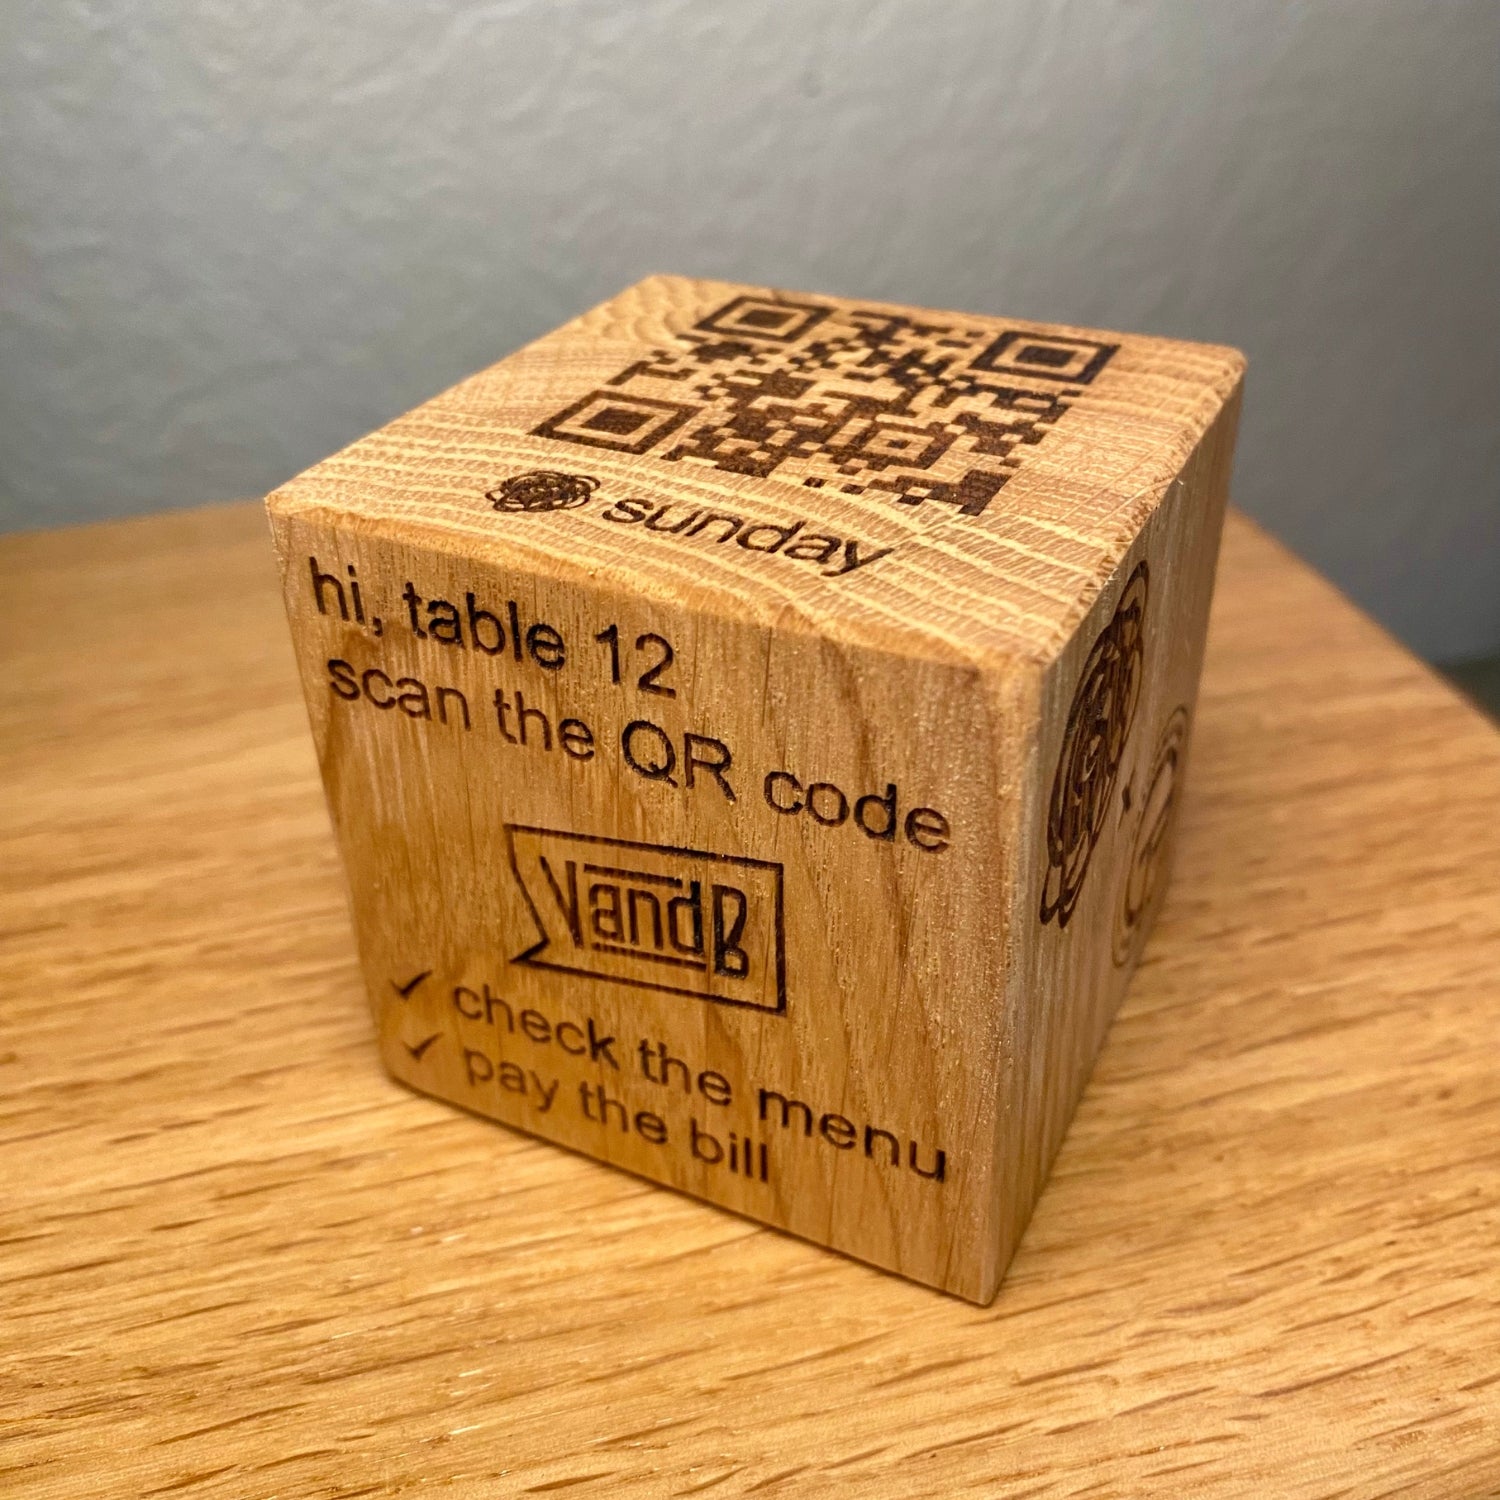 sunday
hi, table 12
scan the QR code
VandB
✓ check the menu
✓ pay the bill